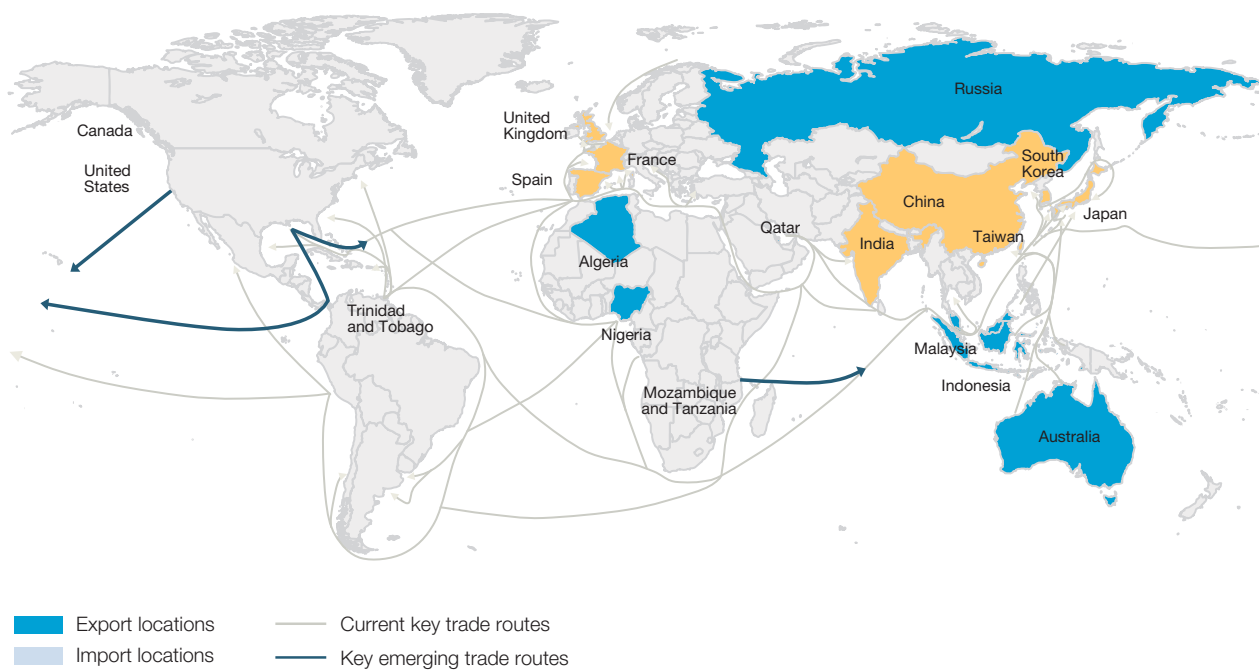 Russia
Canada
United
Kingdom
United
States
France
South
Korea
Spain
China
Japan
Qatar
Taiwan
India
Algeria
Trinidad
and Tobago
Nigeria
Malaysia
Indonesia
Mozambique
and Tanzania
Australia
Export locations
Current key trade routes
Import locations
Key emerging trade routes